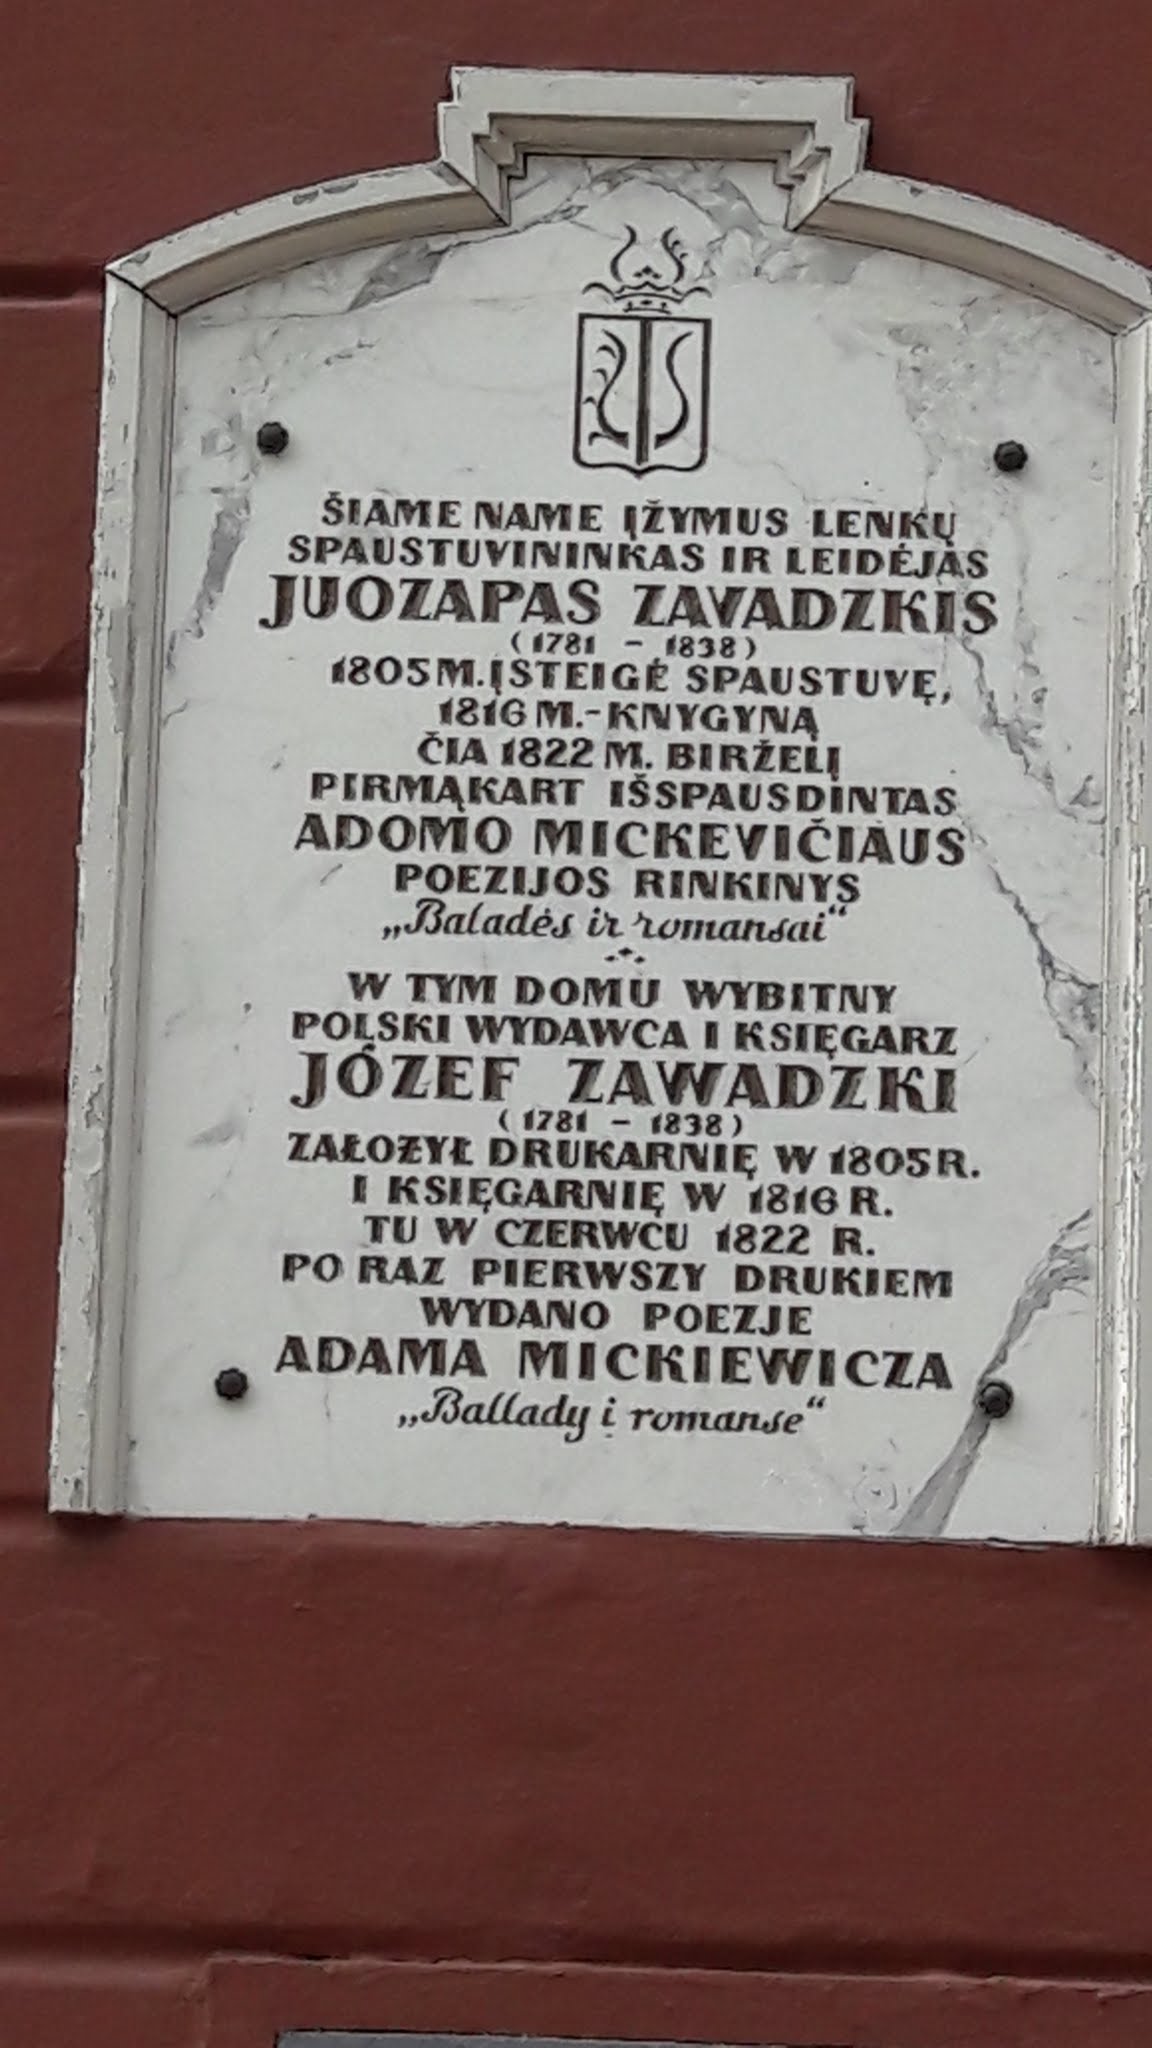 ŠIAME NAME ĮŽYMUS LENKŲ
SPAUSTUVININKAS IR LEIDĖJAS
JUOZAPAS ZAVADZKIS
(1781 – 1838)
1805 M. ĮSTEIGĖ SPAUSTUVĘ,
1816 M.-KNYGYNĄ
ČIA 1822 M. BIRŽELĮ
PIRMĄKART IŠSPAUSDINTAS
ADOMO MICKEVIČIAUS
POEZIJOS RINKINYS
„Baladės ir romansai“
W TYM DOMU WYBITNY
POLSKI WYDAWCA I KSIĘGARZ
JÓZEF ZAWADZKI
(1781 – 1838)
ZAŁOŻYŁ DRUKARNIĘ W 1805 R.
I KSIĘGARNIĘ W 1816 R.
TU W CZERWCU 1822 R.
PO RAZ PIERWSZY DRUKIEM
WYDANO POEZJE
ADAMA MICKIEWICZA
„Ballady i romanse“